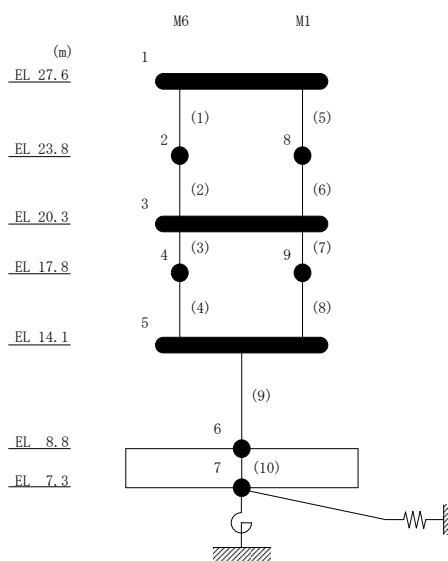 M6 M1
(m)
1
EL 27.6
(1) (5)
2 8
EL 23.8
(2) (6)
3
EL 20.3
(3) (7)
4 9
EL 17.8
(4) (8)
5
EL 14.1
(9)
6
EL 8.8
7 (10)
EL 7.3